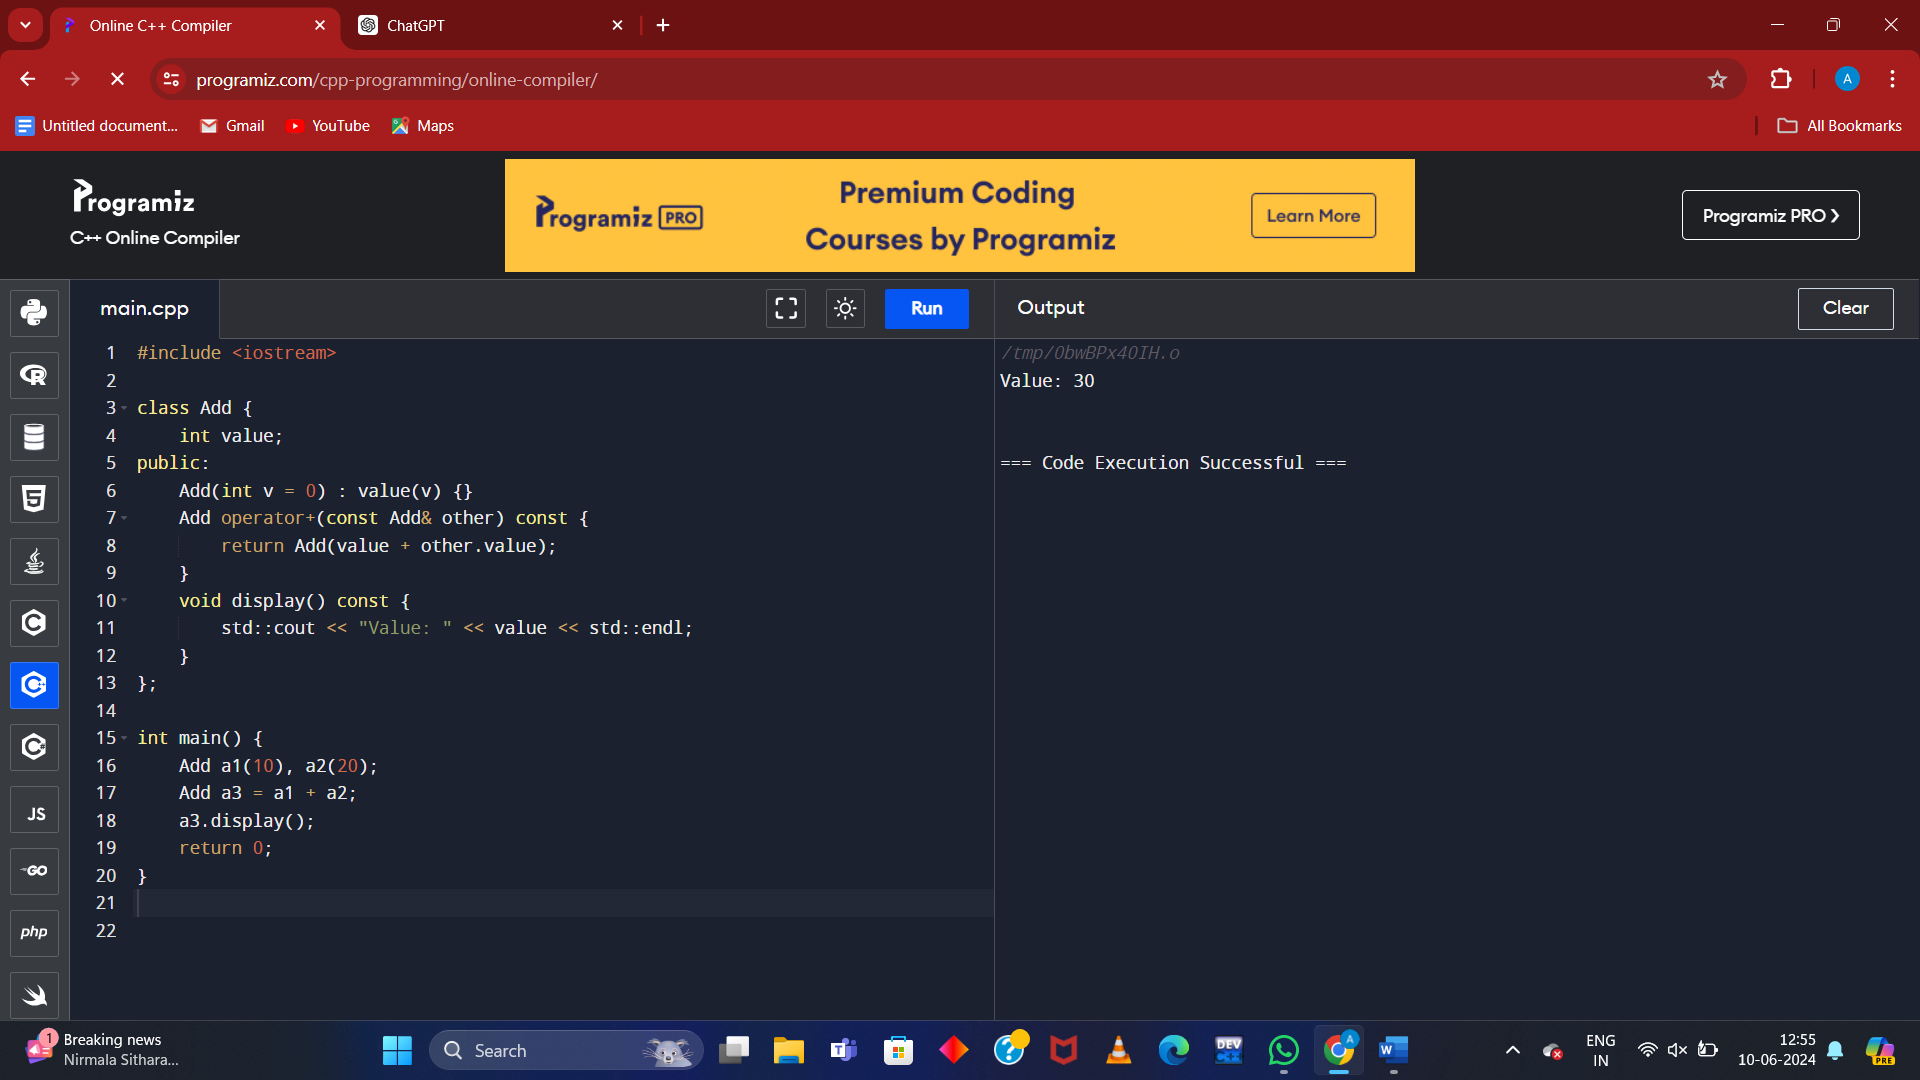 Online C++ Compiler
ChatGPT
programiz.com/cpp-programming/online-compiler/
A
Untitled document...
Gmail
YouTube
Maps
All Bookmarks
Programiz
C++ Online Compiler
Programiz PRO
Premium Coding
Courses by Programiz
Learn More
Programiz PRO ❯
main.cpp
Run
Output
Clear
1 #include <iostream>
2
3 class Add {
4     int value;
5 public:
6     Add(int v = 0) : value(v) {}
7     Add operator+(const Add& other) const {
8         return Add(value + other.value);
9     }
10     void display() const {
11         std::cout << "Value: " << value << std::endl;
12     }
13 };
14
15 int main() {
16     Add a1(10), a2(20);
17     Add a3 = a1 + a2;
18     a3.display();
19     return 0;
20 }
21
22
/tmp/0bwBPx4OIH.o
Value: 30
=== Code Execution Successful ===
R
5
C
C++
C#
JS
GO
php
1
Breaking news
Nirmala Sithara...
Search
DEV
C++
A
W
ENG
IN
12:55
10-06-2024
PRE